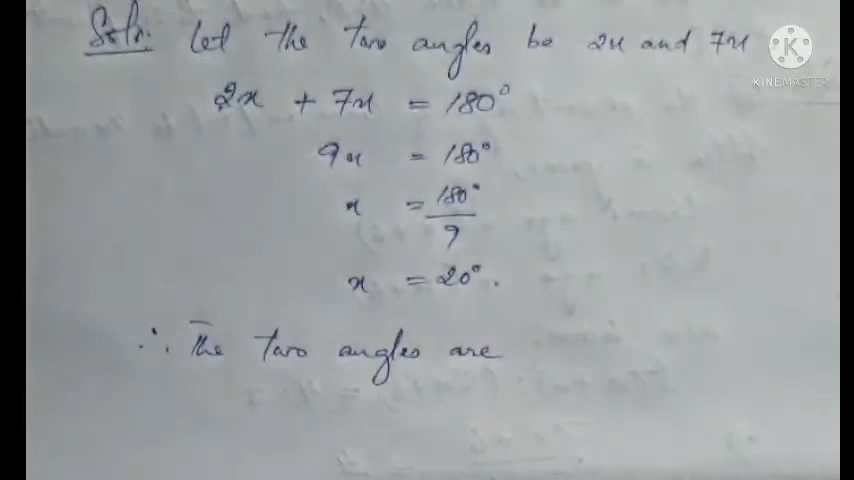 Soln. Let the two angles be 2x and 7x
KINEMASTER
2x + 7x = 180°
9x = 180°
x = 180°/9
x = 20°.
∴ The two angles are